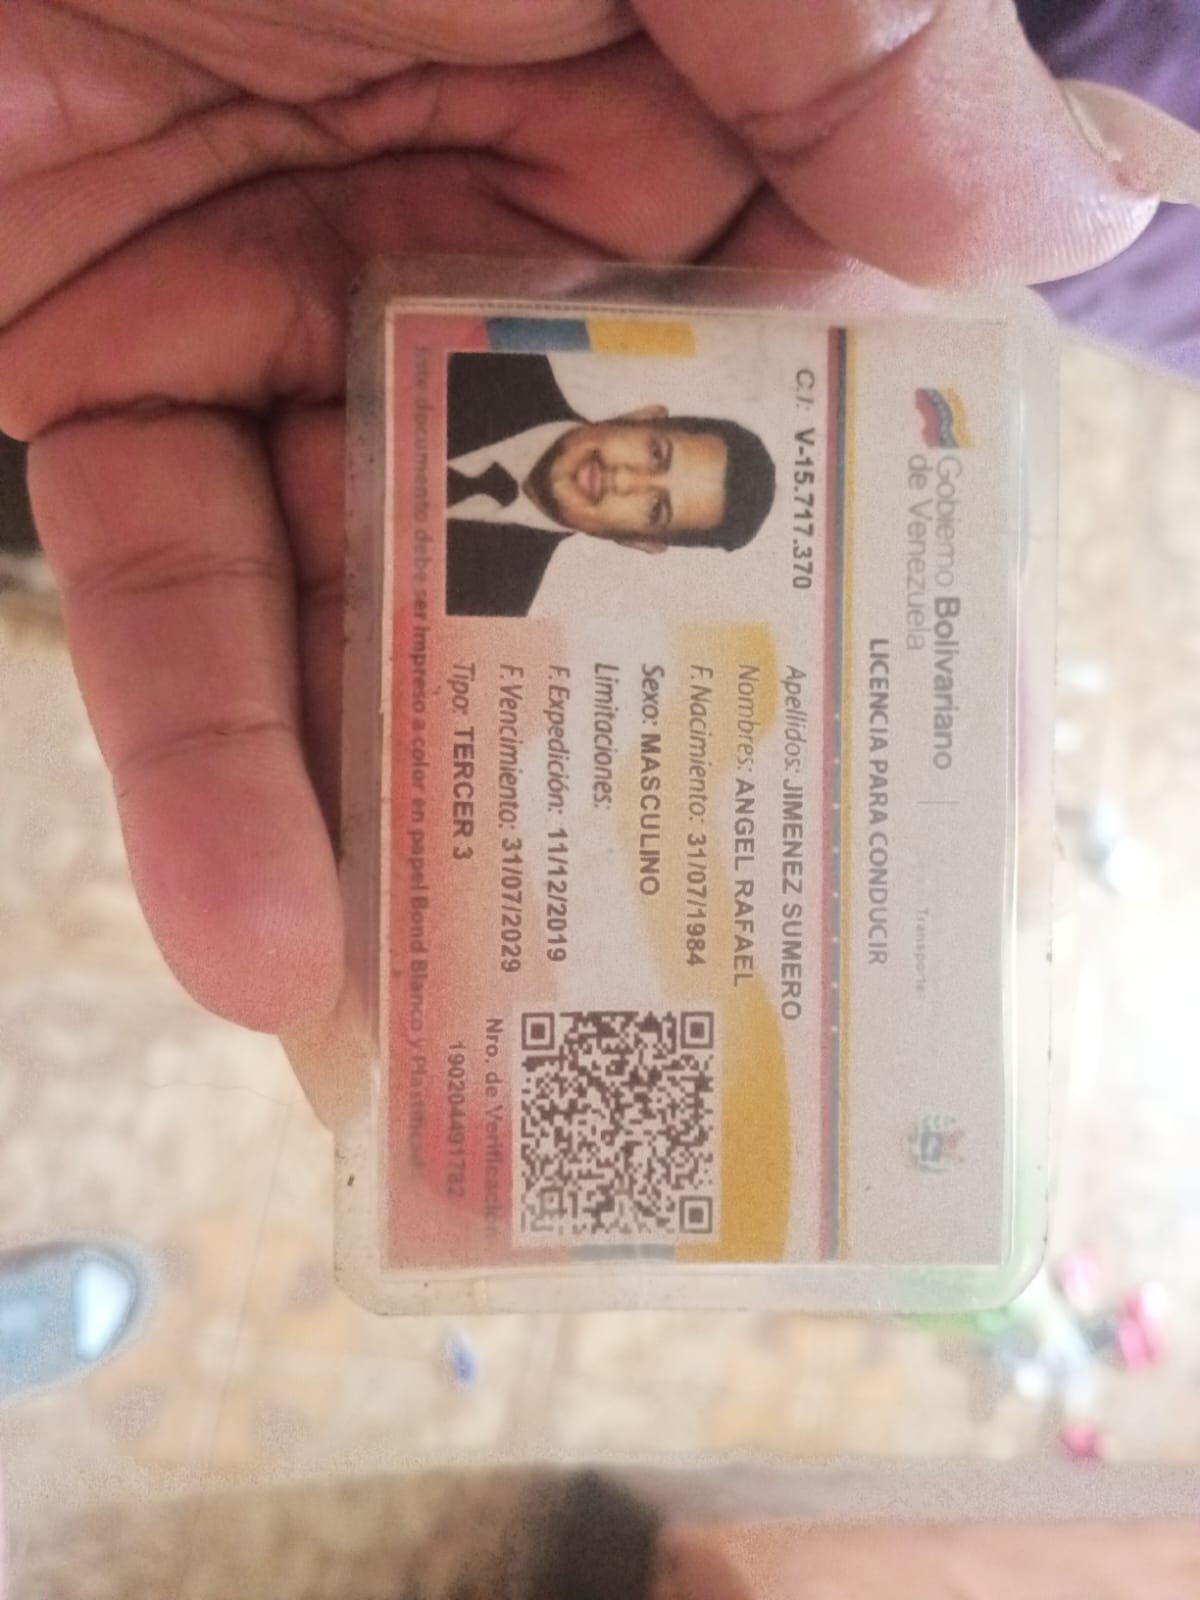 Gobierno Bolivariano
de Venezuela
Transporte
LICENCIA PARA CONDUCIR
C.I: V-15.717.370
Apellidos: JIMENEZ SUMERO
Nombres: ANGEL RAFAEL
F. Nacimiento: 31/07/1984
Sexo: MASCULINO
Limitaciones:
F. Expedición: 11/12/2019
F. Vencimiento: 31/07/2029
Tipo: TERCER 3
Nro. de Verificación
190204491782
Este documento debe ser impreso a color en papel Bond Blanco y Plastificado